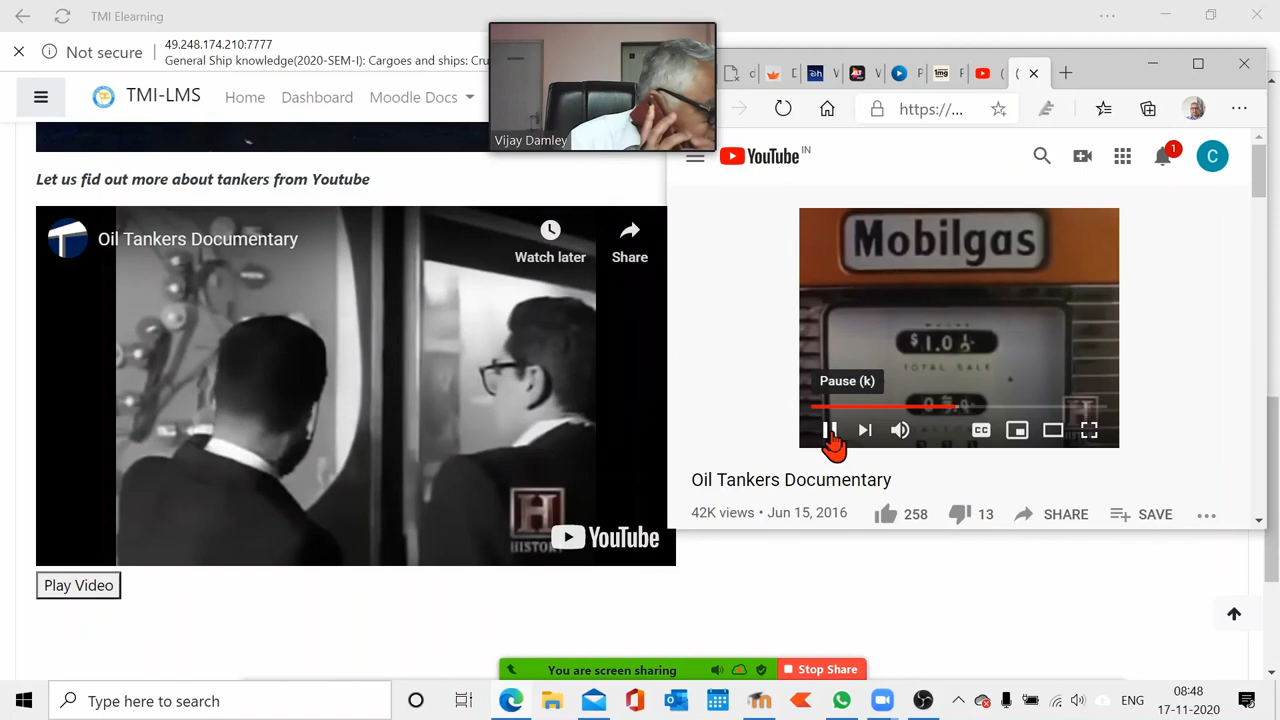 TMI Elearning
Not secure
49.248.174.210:7777
General Ship knowledge(2020-SEM-I): Cargoes and ships: Cru
TMI-LMS
Home
Dashboard
Moodle Docs
Vijay Damley
https://...
YouTube IN
1
C
Let us fid out more about tankers from Youtube
Oil Tankers Documentary
Watch later
Share
H
HISTORY
YouTube
Play Video
Mobilgas
TOTAL SALE
Pause (k)
CC
Oil Tankers Documentary
42K views • Jun 15, 2016
258
13
SHARE
SAVE
You are screen sharing
Stop Share
Type here to search
ENG
08:48
17-11-2020